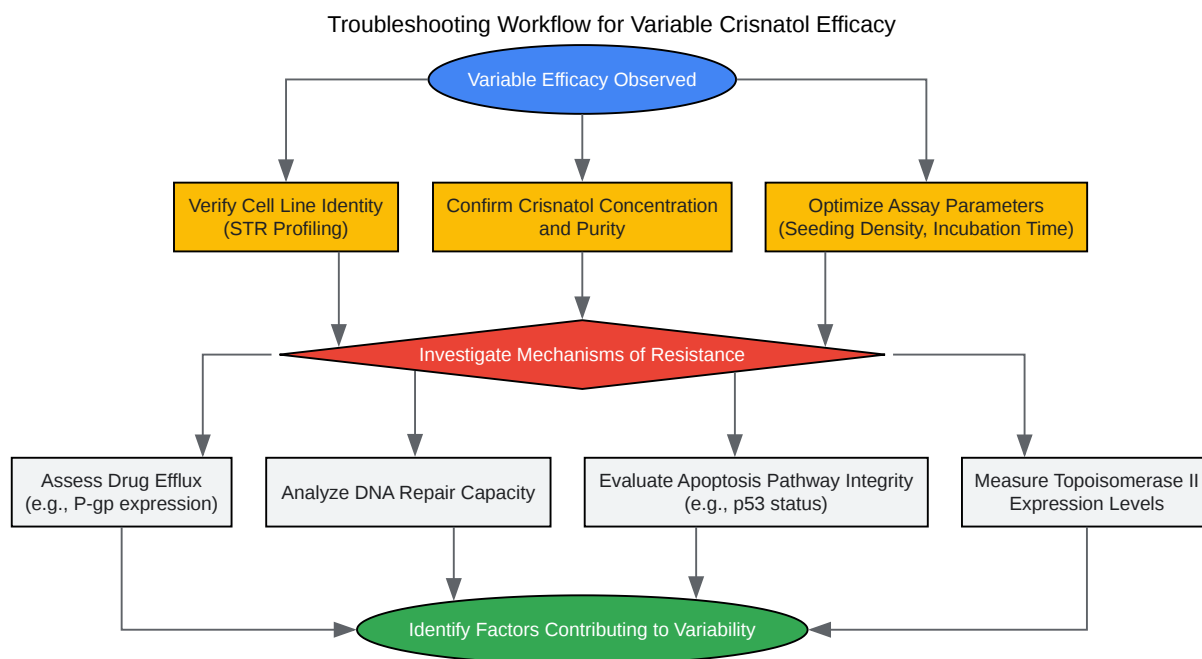 Troubleshooting Workflow for Variable Crisnatol Efficacy
Variable Efficacy Observed
Verify Cell Line Identity
(STR Profiling)
Confirm Crisnatol Concentration
and Purity
Optimize Assay Parameters
(Seeding Density, Incubation Time)
Investigate Mechanisms of Resistance
Assess Drug Efflux
(e.g., P-gp expression)
Analyze DNA Repair Capacity
Evaluate Apoptosis Pathway Integrity
(e.g., p53 status)
Measure Topoisomerase II
Expression Levels
Identify Factors Contributing to Variability